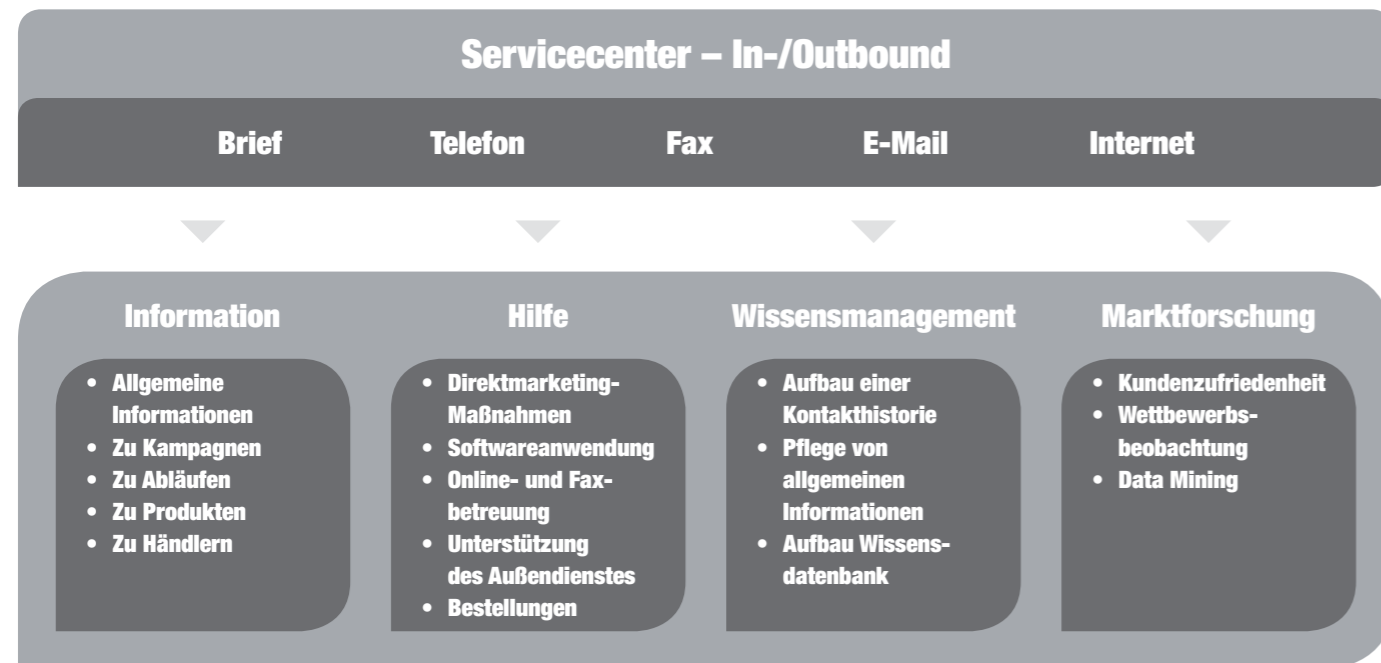 Servicecenter – In-/Outbound
Brief Telefon Fax E-Mail Internet
Information
• Allgemeine
Informationen
• Zu Kampagnen
• Zu Abläufen
• Zu Produkten
• Zu Händlern
Hilfe
• Direktmarketing-
Maßnahmen
• Softwareanwendung
• Online- und Fax-
betreuung
• Unterstützung
des Außendienstes
• Bestellungen
Wissensmanagement
• Aufbau einer
Kontakthistorie
• Pflege von
allgemeinen
Informationen
• Aufbau Wissens-
datenbank
Marktforschung
• Kundenzufriedenheit
• Wettbewerbs-
beobachtung
• Data Mining